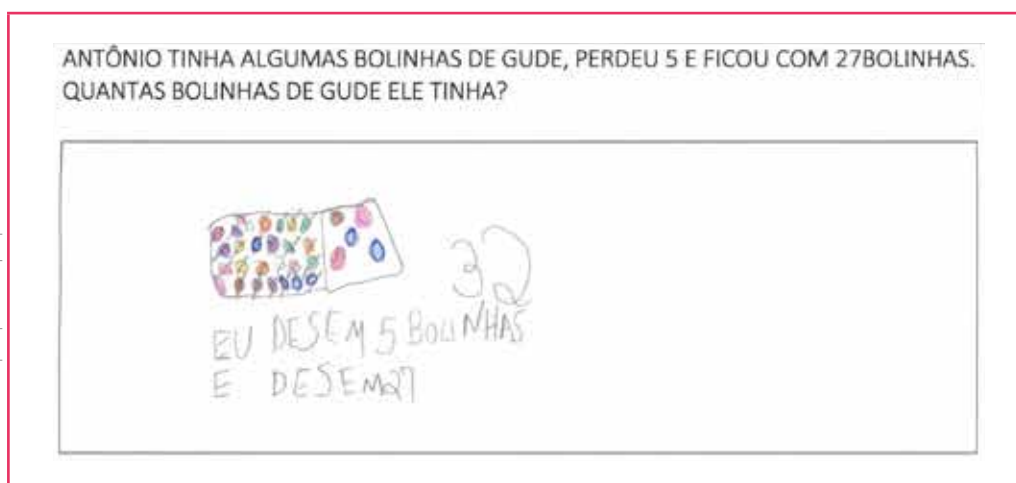 ANTÔNIO TINHA ALGUMAS BOLINHAS DE GUDE, PERDEU 5 E FICOU COM 27BOLINHAS.
QUANTAS BOLINHAS DE GUDE ELE TINHA?
32
EU DESEM 5 BOLINHAS
E DESEM27